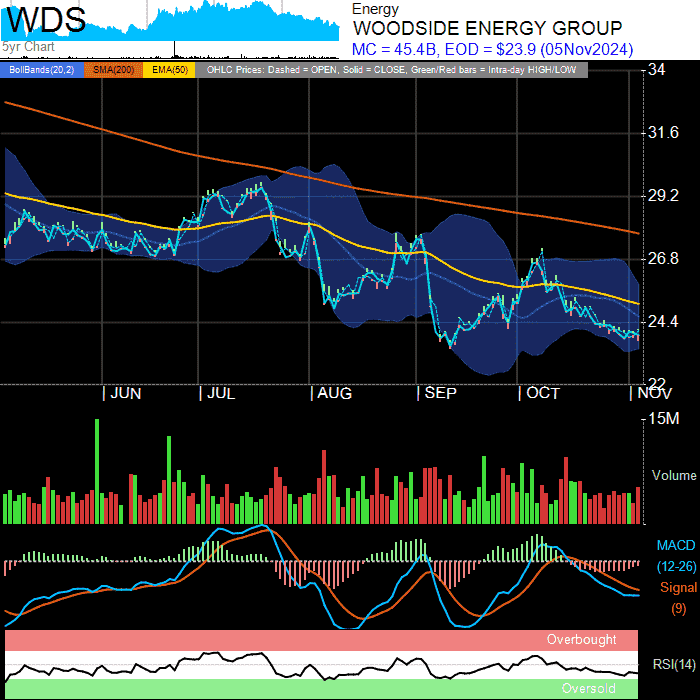 WDS
5yr Chart
Energy
WOODSIDE ENERGY GROUP
MC = 45.4B, EOD = $23.9 (05Nov2024)
BollBands(20,2) SMA(200) EMA(50) OHLC Prices: Dashed = OPEN, Solid = CLOSE, Green/Red bars = Intra-day HIGH/LOW
34
31.6
29.2
26.8
24.4
22
| JUN | JUL | AUG | SEP | OCT | NOV
15M
Volume
MACD
(12-26)
Signal
(9)
Overbought
RSI(14)
Oversold